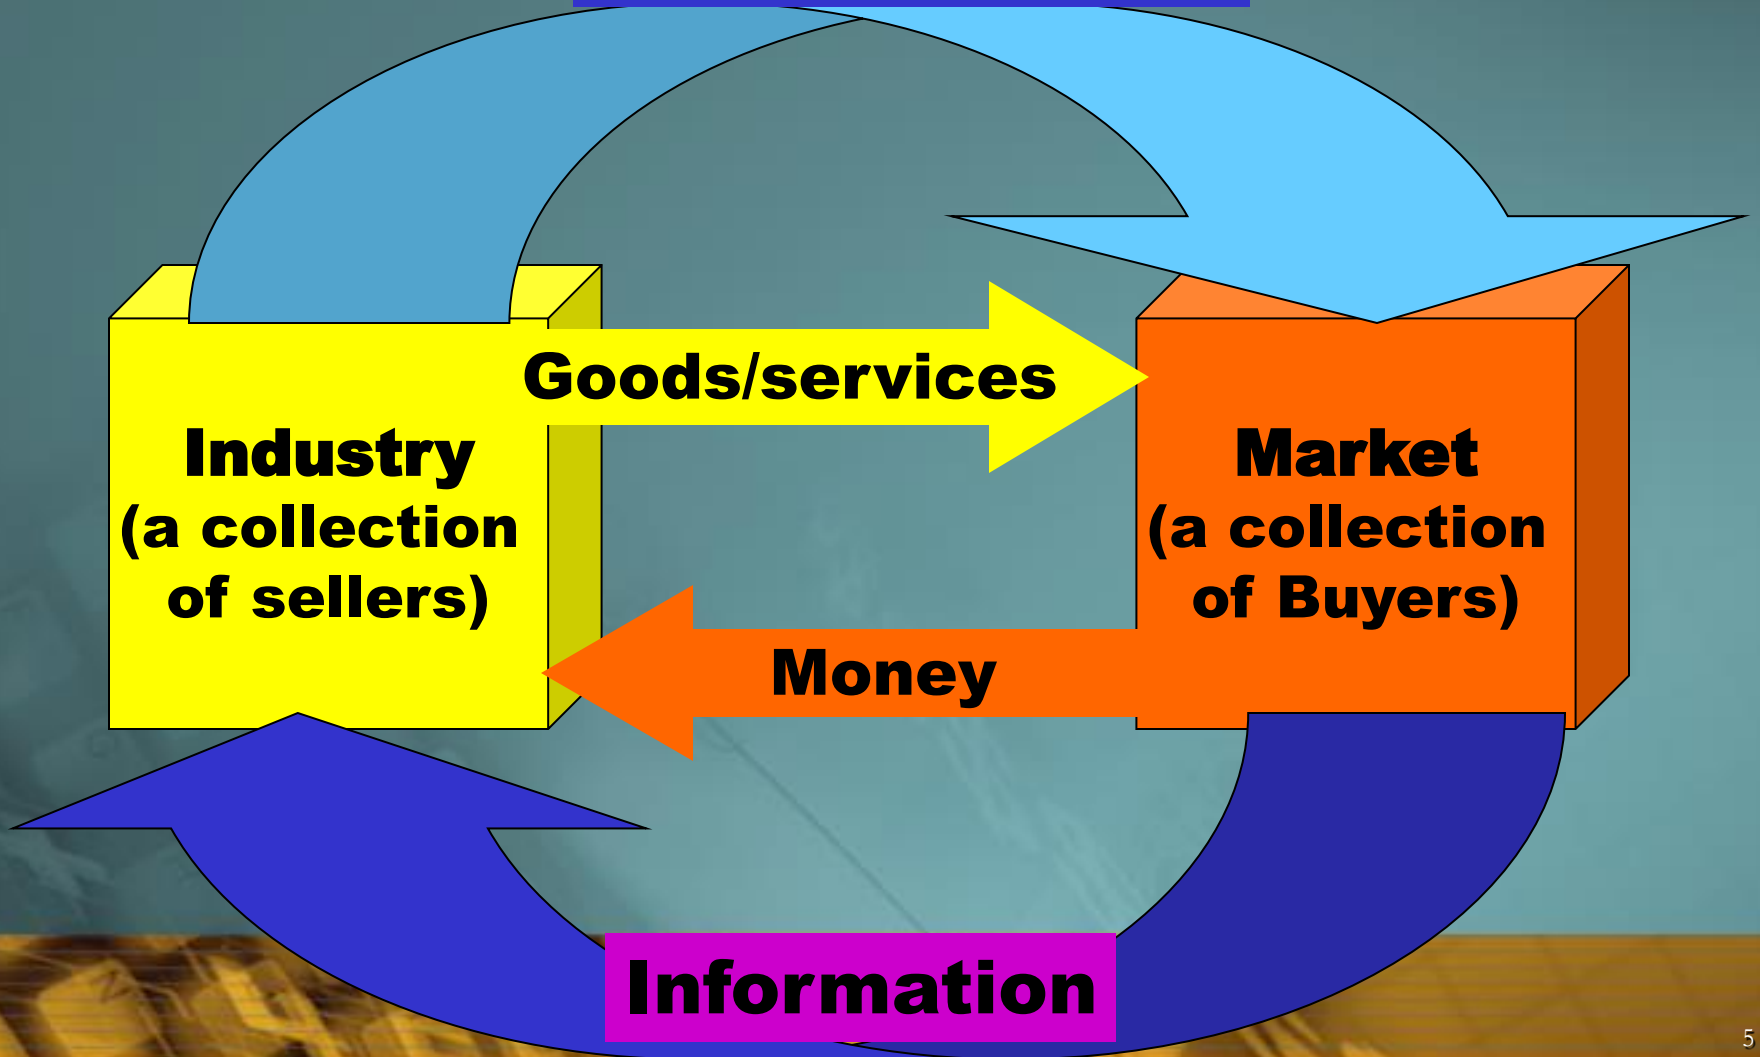 Goods/services
Industry
(a collection
of sellers)
Market
(a collection
of Buyers)
Money
Information
5